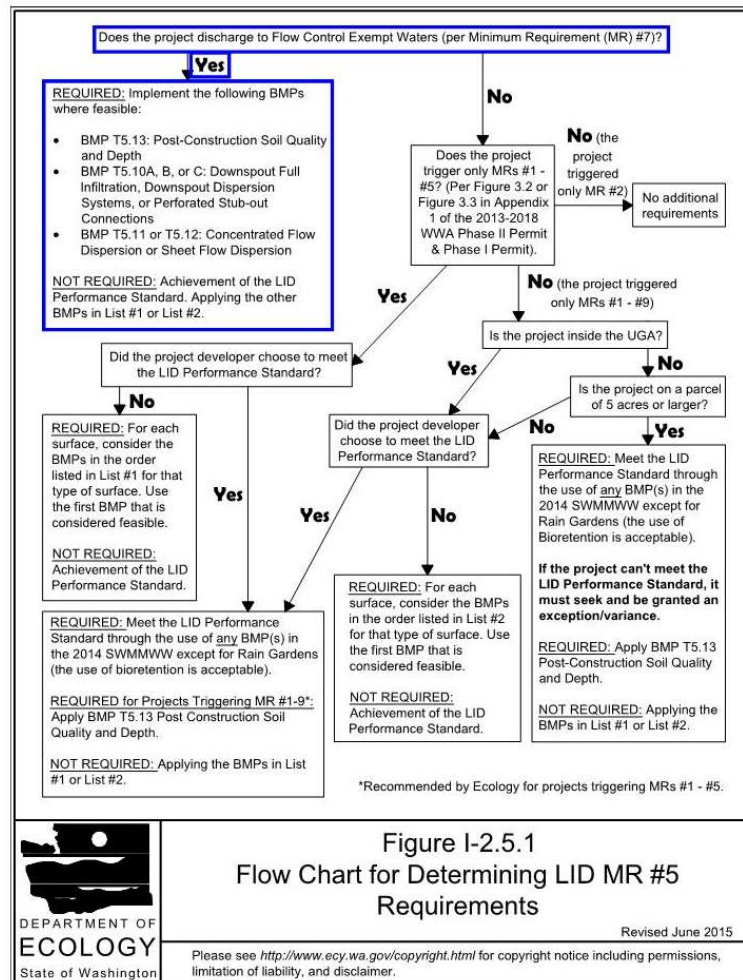 Does the project discharge to Flow Control Exempt Waters (per Minimum Requirement (MR) #7)?
Yes
No
REQUIRED: Implement the following BMPs
where feasible:
• BMP T5.13: Post-Construction Soil Quality
and Depth
• BMP T5.10A, B, or C: Downspout Full
Infiltration, Downspout Dispersion
Systems, or Perforated Stub-out
Connections
• BMP T5.11 or T5.12: Concentrated Flow
Dispersion or Sheet Flow Dispersion
NOT REQUIRED: Achievement of the LID
Performance Standard. Applying the other
BMPs in List #1 or List #2.
Does the project
trigger only MRs #1 -
#5? (Per Figure 3.2 or
Figure 3.3 in Appendix
1 of the 2013-2018
WWA Phase II Permit
& Phase I Permit).
No (the
project
triggered
only MR #2)
No additional
requirements
Yes
No (the project triggered
only MRs #1 - #9)
Is the project inside the UGA?
Yes
No
Did the project developer choose to meet
the LID Performance Standard?
Is the project on a parcel
of 5 acres or larger?
No
Yes
No
Yes
Did the project developer
choose to meet the LID
Performance Standard?
Yes
No
REQUIRED: For each
surface, consider the
BMPs in the order
listed in List #1 for that
type of surface. Use
the first BMP that is
considered feasible.
NOT REQUIRED:
Achievement of the LID
Performance Standard.
REQUIRED: Meet the LID
Performance Standard through
the use of any BMP(s) in the
2014 SWMMWW except for
Rain Gardens (the use of
Bioretention is acceptable).
If the project can't meet the
LID Performance Standard, it
must seek and be granted an
exception/variance.
REQUIRED: Apply BMP T5.13
Post-Construction Soil Quality
and Depth.
NOT REQUIRED: Applying the
BMPs in List #1 or List #2.
REQUIRED: For each
surface, consider the BMPs
in the order listed in List #2
for that type of surface. Use
the first BMP that is
considered feasible.
NOT REQUIRED:
Achievement of the LID
Performance Standard.
REQUIRED: Meet the LID Performance
Standard through the use of any BMP(s) in
the 2014 SWMMWW except for Rain Gardens
(the use of bioretention is acceptable).
REQUIRED for Projects Triggering MR #1-9*:
Apply BMP T5.13 Post Construction Soil
Quality and Depth.
NOT REQUIRED: Applying the BMPs in List
#1 or List #2.
*Recommended by Ecology for projects triggering MRs #1 - #5.
DEPARTMENT OF
ECOLOGY
State of Washington
Figure I-2.5.1
Flow Chart for Determining LID MR #5
Requirements
Revised June 2015
Please see http://www.ecy.wa.gov/copyright.html for copyright notice including permissions,
limitation of liability, and disclaimer.